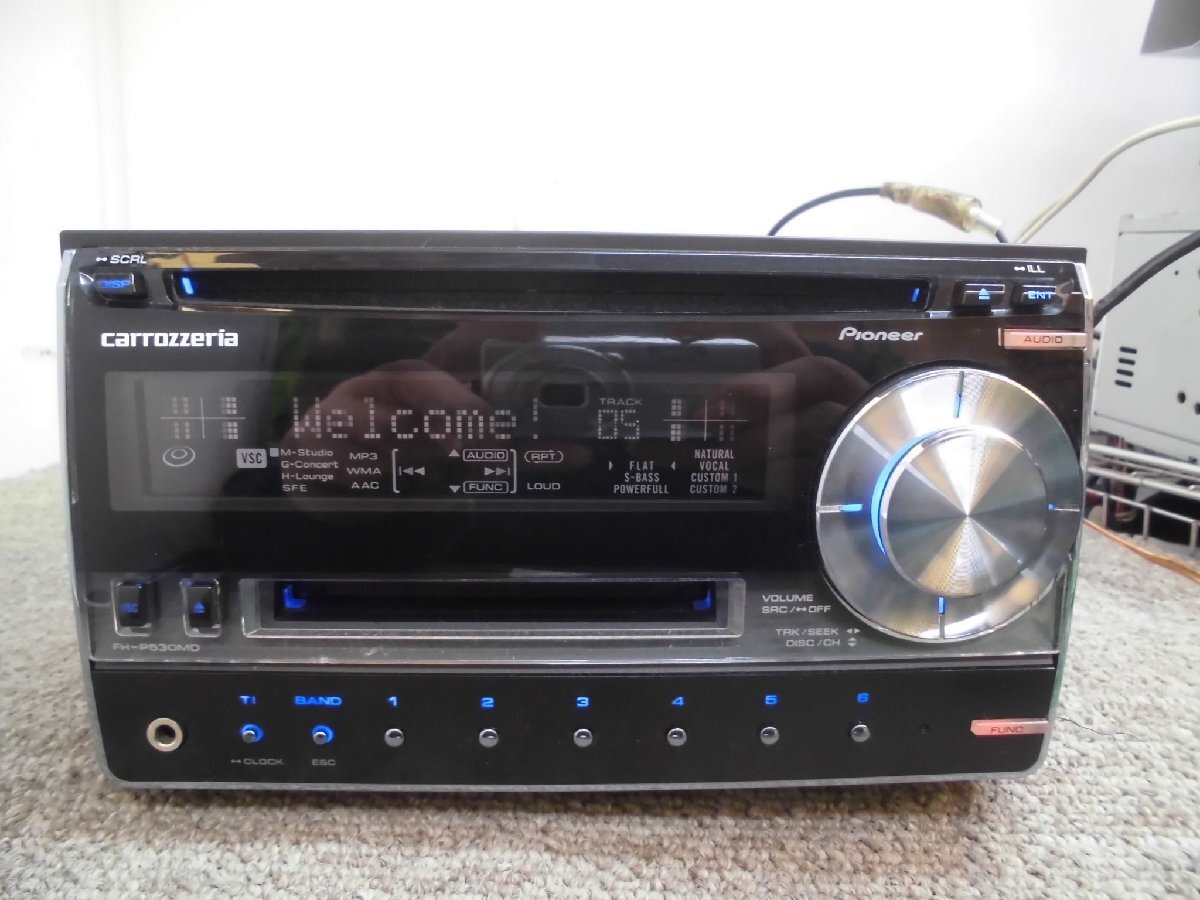 SCRL
ILL
DISP
ENT
carrozzeria
Pioneer
AUDIO
Welcome!
TRACK
05
VSC
M-Studio
G-Concert
H-Lounge
SFE
MP3
WMA
AAC
AUDIO
FUNC
RPT
LOUD
FLAT
S-BASS
POWERFULL
NATURAL
VOCAL
CUSTOM 1
CUSTOM 2
VOLUME
SRC/OFF
TRK/SEEK
DISC/CH
FH-P530MD
BAND
1
2
3
4
5
6
CLOCK
ESC
FUNC